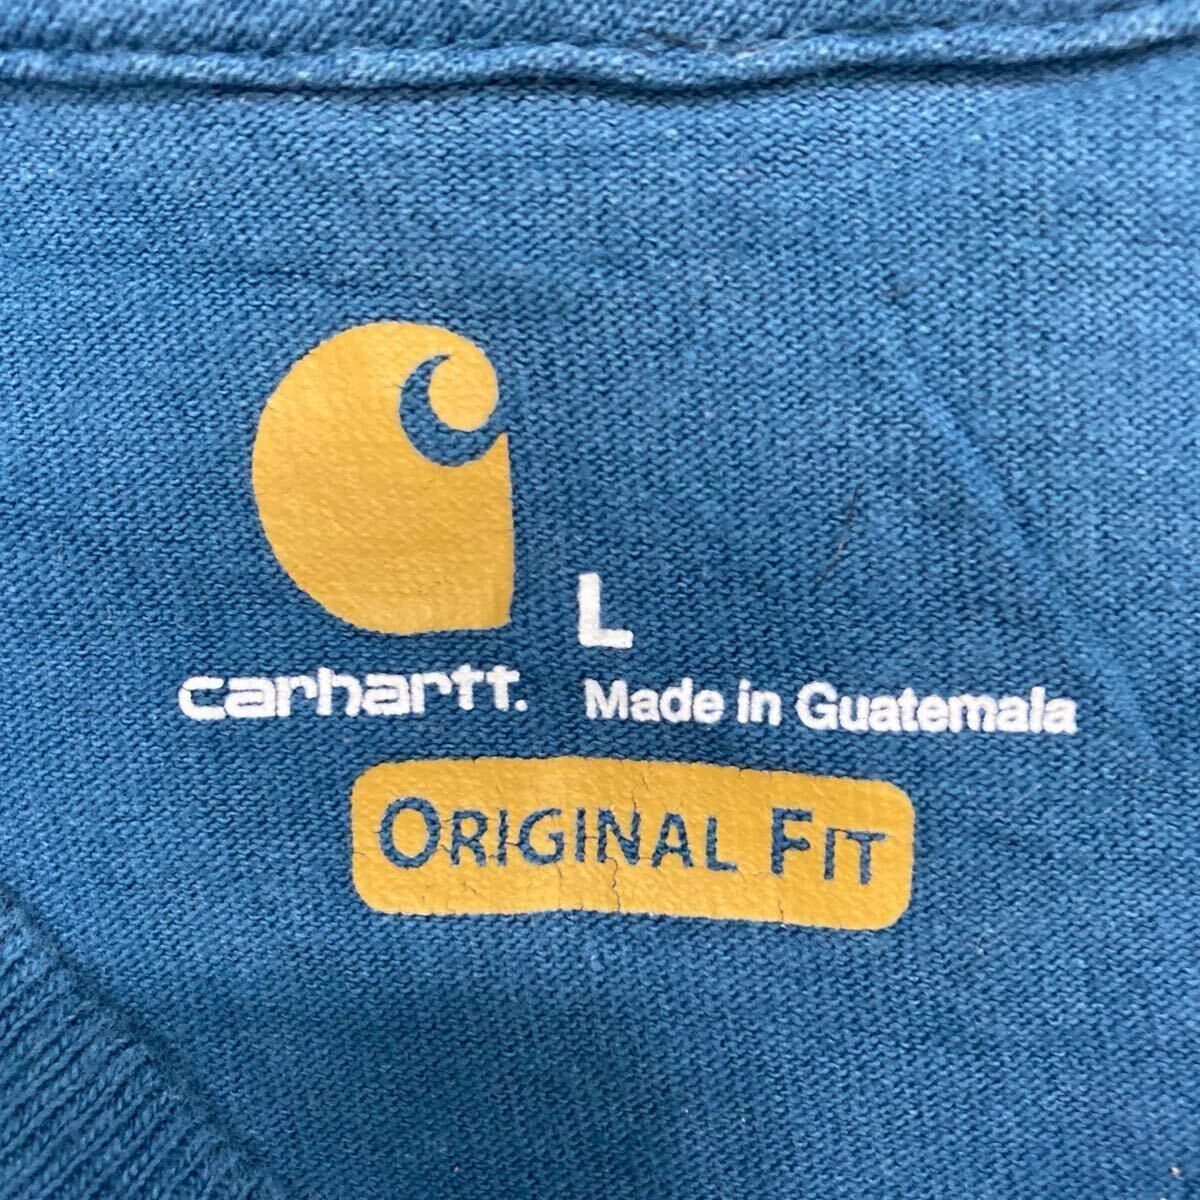 L
carhartt.
Made in Guatemala
ORIGINAL FIT